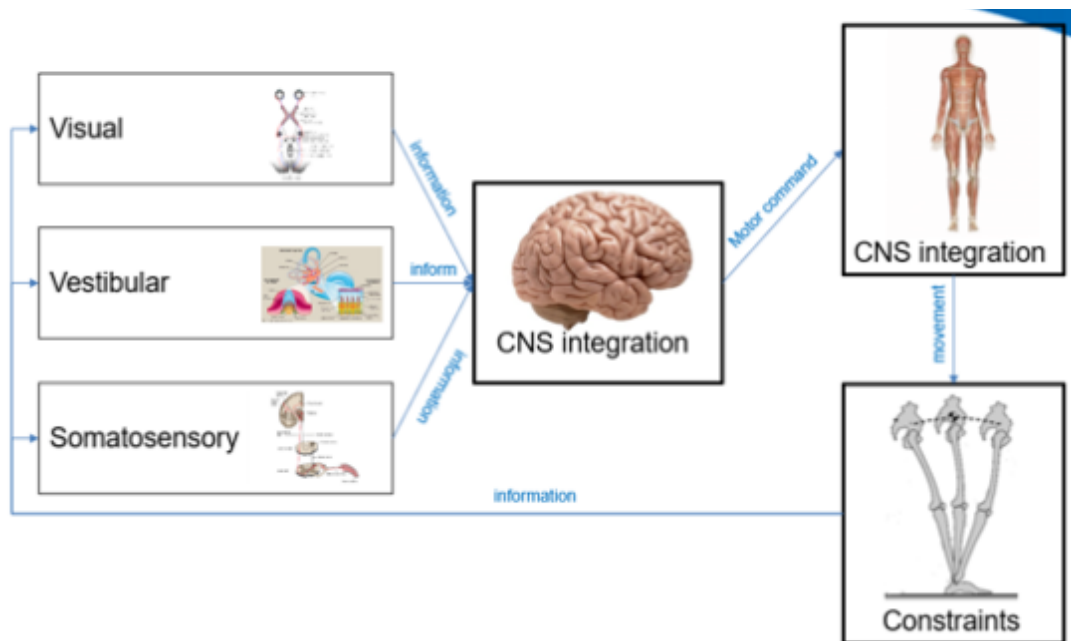 Visual
information
Vestibular
inform
Somatosensory
information
CNS integration
Motor command
CNS integration
movement
information
Constraints